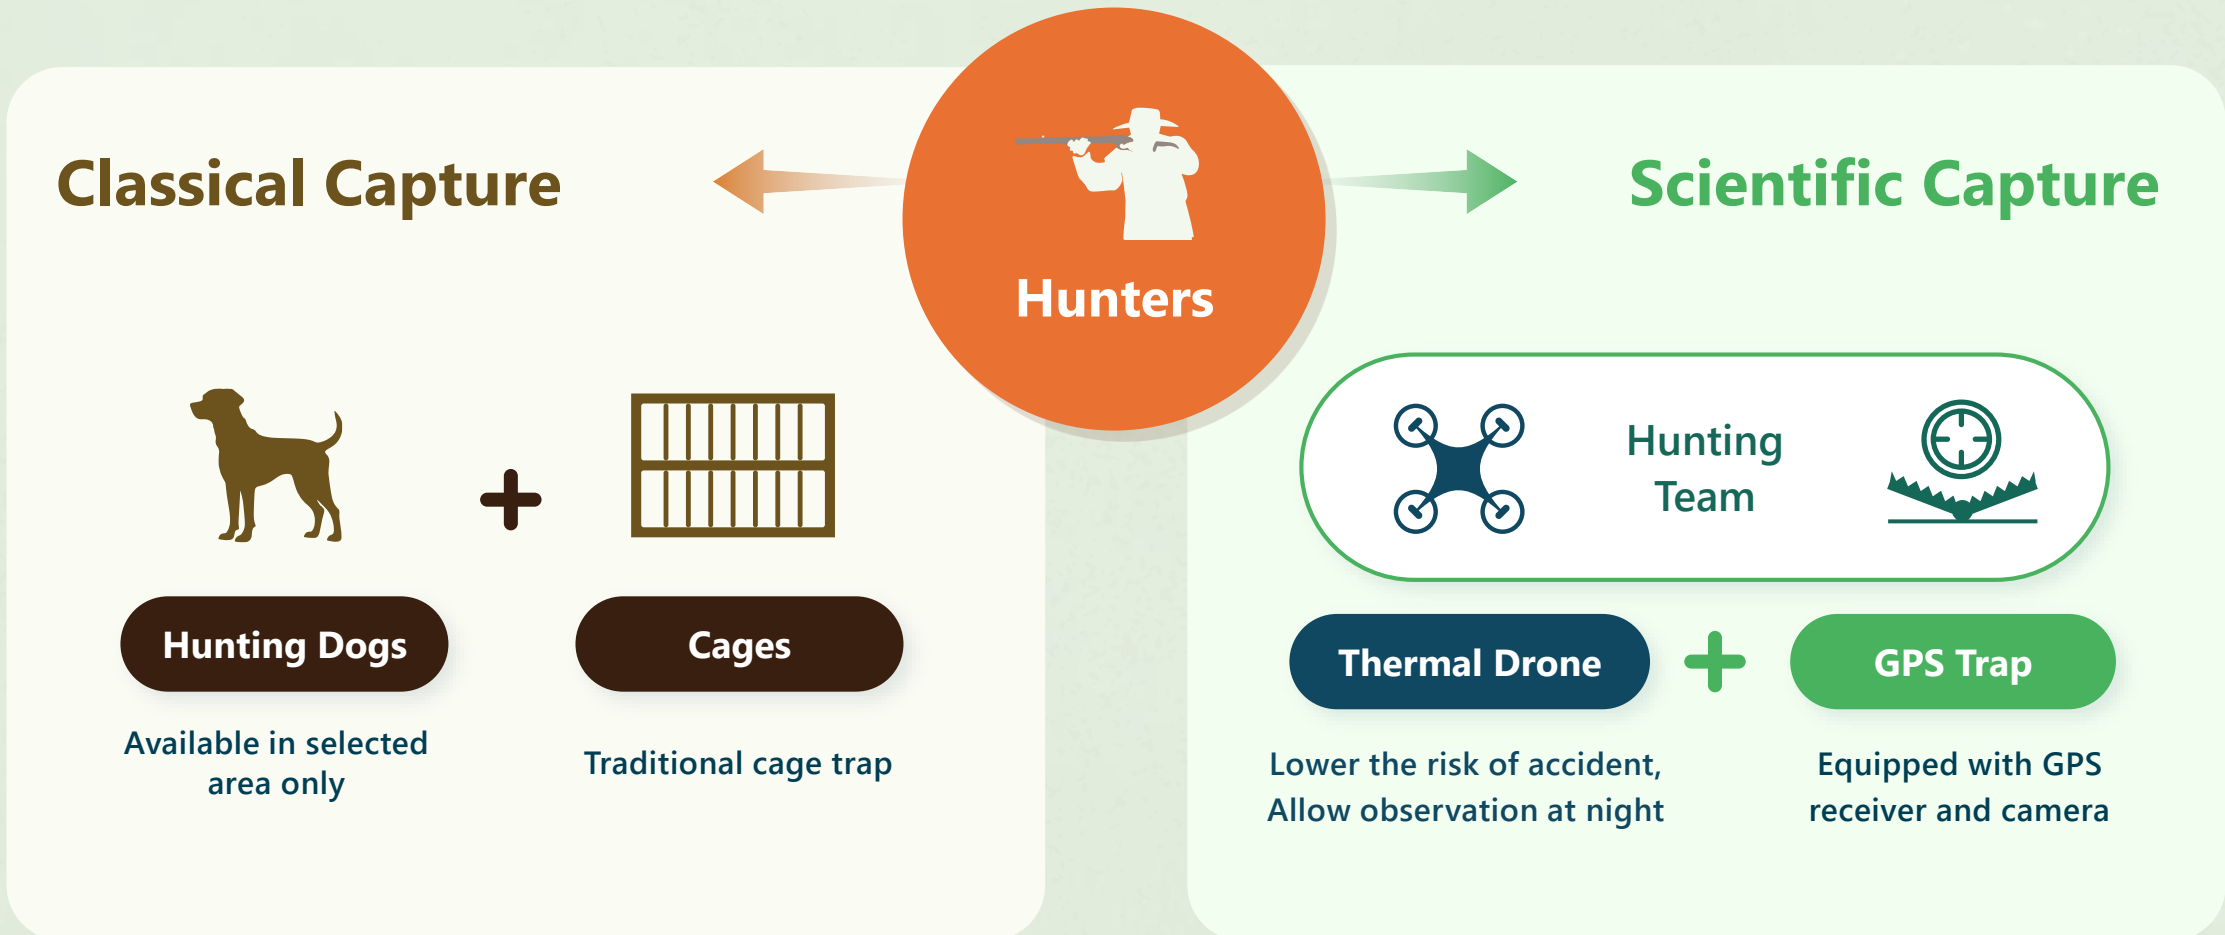 Classical Capture
Hunters
Scientific Capture
Hunting Dogs
Available in selected
area only
Cages
Traditional cage trap
Hunting
Team
Thermal Drone
Lower the risk of accident,
Allow observation at night
GPS Trap
Equipped with GPS
receiver and camera